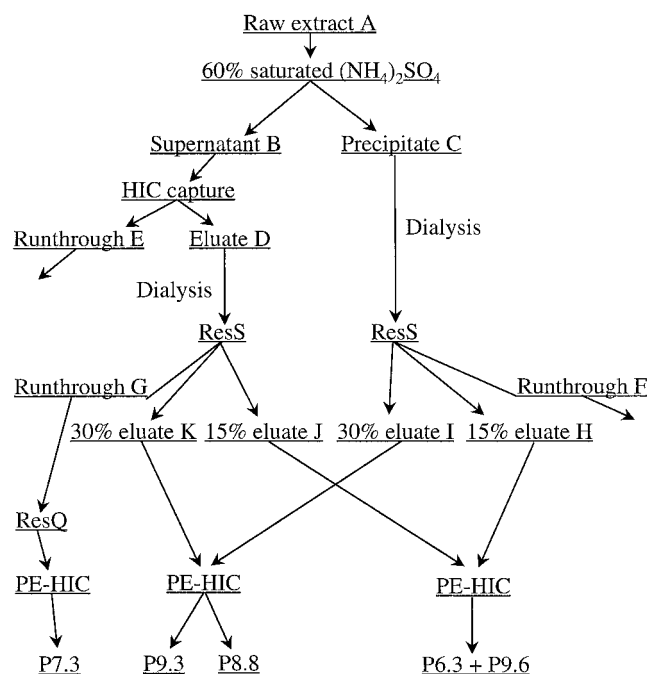 Raw extract A
60% saturated (NH₄)₂SO₄
Supernatant B
Precipitate C
HIC capture
Runthrough E
Eluate D
Dialysis
Dialysis
ResS
ResS
Runthrough G
Runthrough F
30% eluate K
15% eluate J
30% eluate I
15% eluate H
ResQ
PE-HIC
PE-HIC
PE-HIC
P7.3
P9.3
P8.8
P6.3 + P9.6